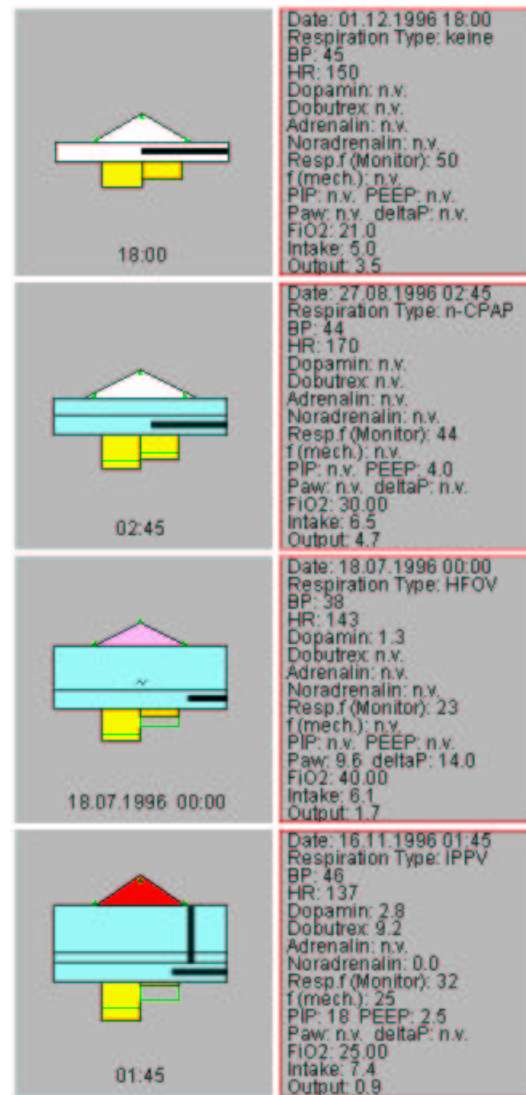 18:00
Date: 01.12.1996 18:00
Respiration Type: keine
BP: 45
HR: 150
Dopamin: n.v.
Dobutrex: n.v.
Adrenalin: n.v.
Noradrenalin: n.v.
Resp.f (Monitor): 50
f (mech.): n.v.
PIP: n.v. PEEP: n.v.
Paw: n.v. deltaP: n.v.
FiO2: 21.0
Intake: 5.0
Output: 3.5
02:45
Date: 27.08.1996 02:45
Respiration Type: n-CPAP
BP: 44
HR: 170
Dopamin: n.v.
Dobutrex: n.v.
Adrenalin: n.v.
Noradrenalin: n.v.
Resp.f (Monitor): 44
f (mech.): n.v.
PIP: n.v. PEEP: 4.0
Paw: n.v. deltaP: n.v.
FiO2: 30.00
Intake: 6.5
Output: 4.7
~
18.07.1996 00:00
Date: 18.07.1996 00:00
Respiration Type: HFOV
BP: 38
HR: 143
Dopamin: 1.3
Dobutrex: n.v.
Adrenalin: n.v.
Noradrenalin: n.v.
Resp.f (Monitor): 23
f (mech.): n.v.
PIP: n.v. PEEP: n.v.
Paw: 9.6 deltaP: 14.0
FiO2: 40.00
Intake: 6.1
Output: 1.7
01:45
Date: 16.11.1996 01:45
Respiration Type: IPPV
BP: 46
HR: 137
Dopamin: 2.8
Dobutrex: 9.2
Adrenalin: n.v.
Noradrenalin: 0.0
Resp.f (Monitor): 32
f (mech.): 25
PIP: 18 PEEP: 2.5
Paw: n.v. deltaP: n.v.
FiO2: 25.00
Intake: 7.4
Output: 0.9